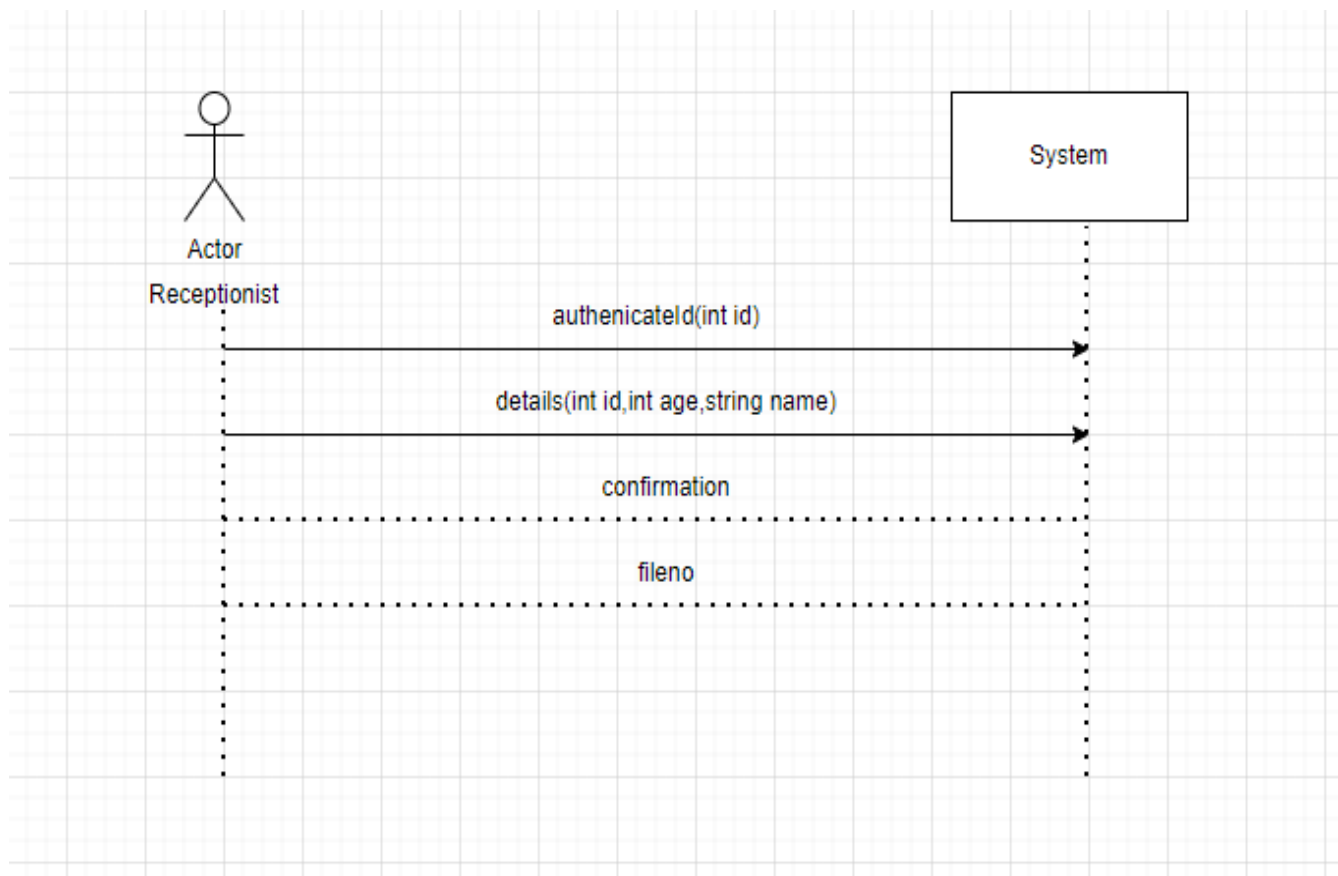 Actor
Receptionist
System
authenicateId(int id)
details(int id,int age,string name)
confirmation
fileno